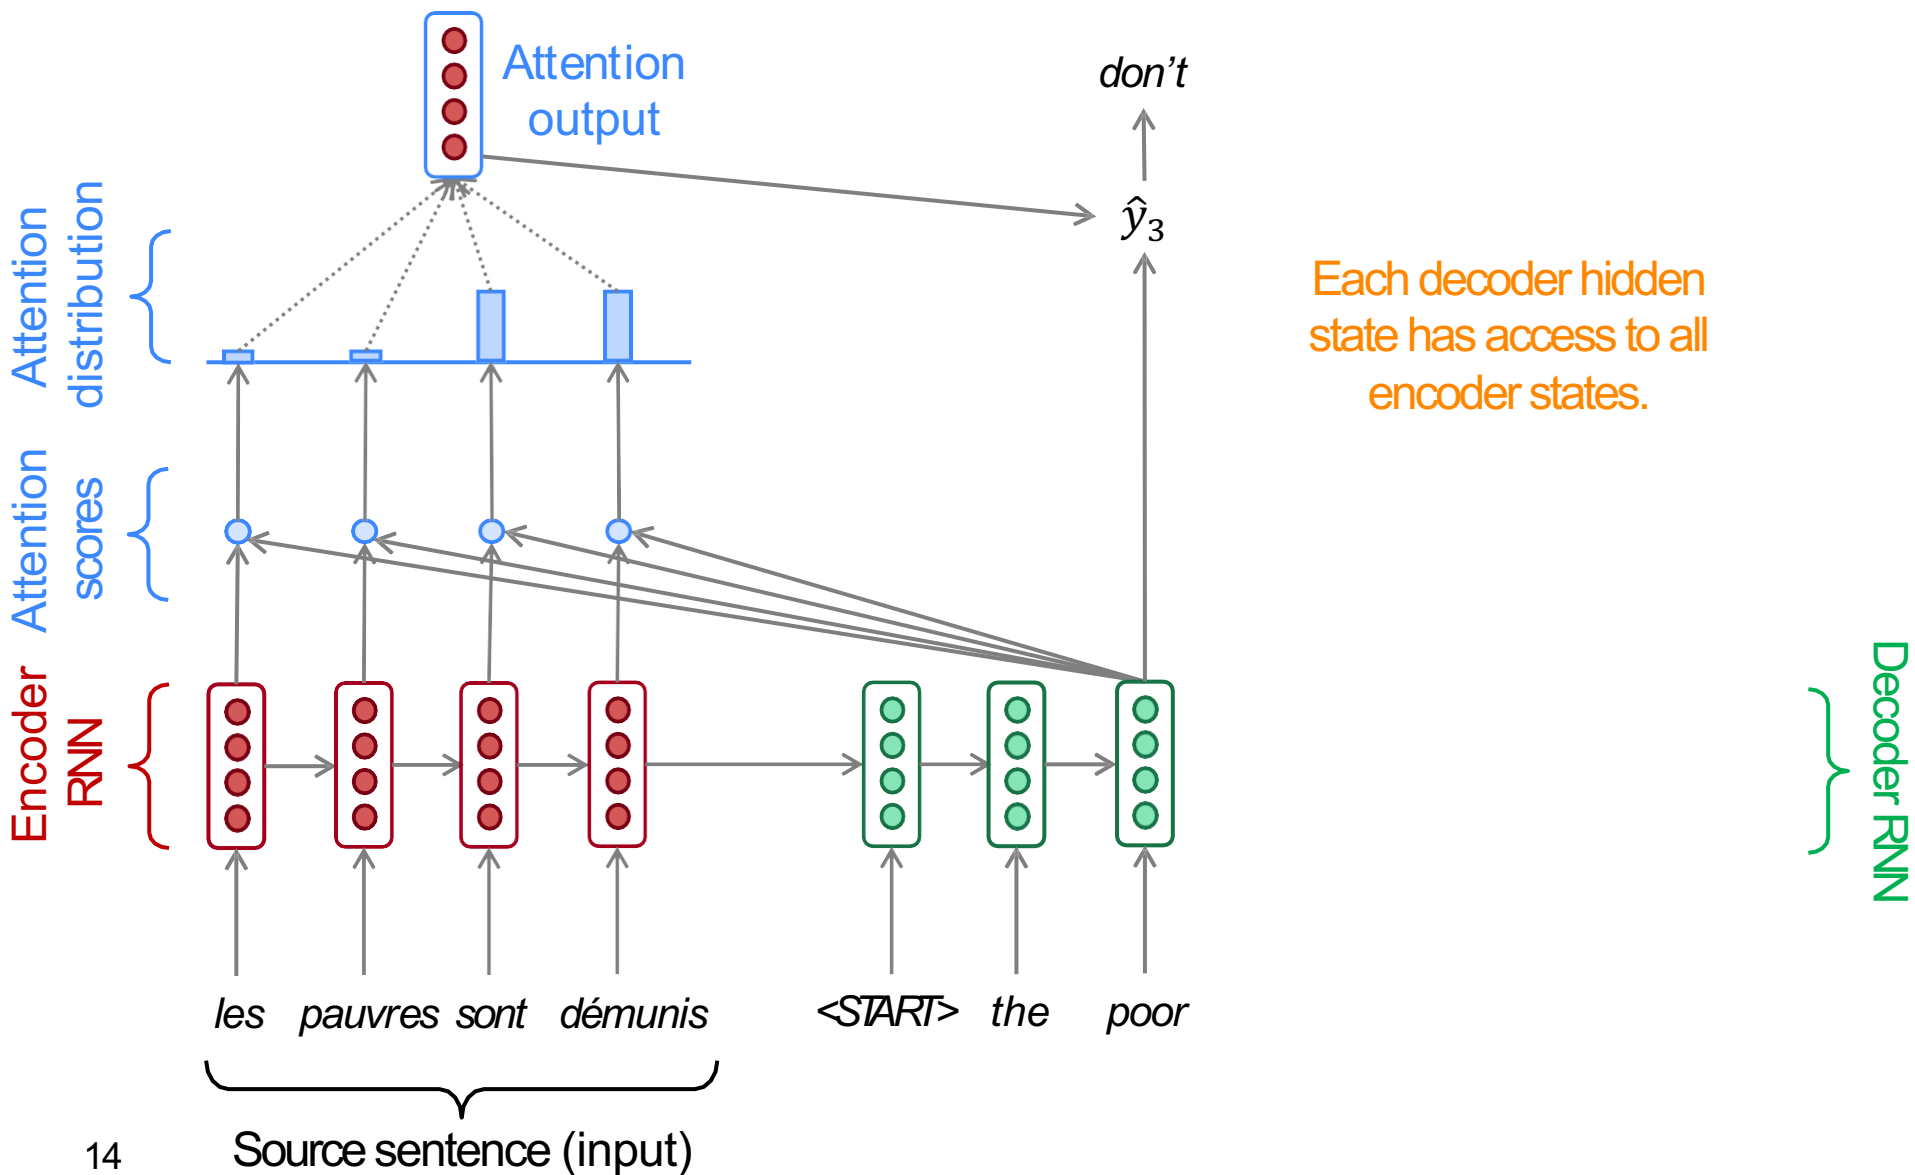 Attention
output
don't
Attention
distribution
ŷ₃
Each decoder hidden
state has access to all
encoder states.
Attention
scores
Encoder
RNN
Decoder RNN
les pauvres sont démunis <START> the poor
Source sentence (input)
14